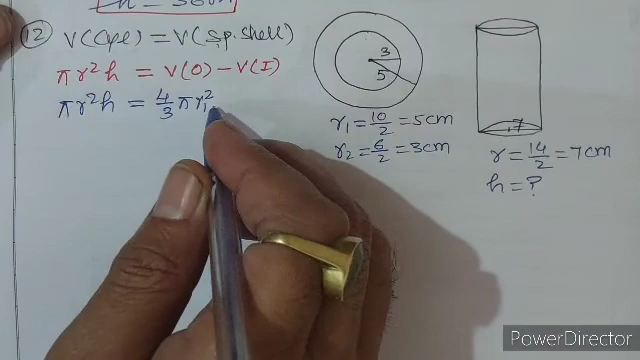 h = 36cm
12 V(Cyl) = V(Sp. shell)
πr²h = V(O) − V(I)
πr²h = 4/3 πr₁²
3
5
r₁ = 10/2 = 5cm
r₂ = 6/2 = 3cm
7
r = 14/2 = 7cm
h = ?
PowerDirector